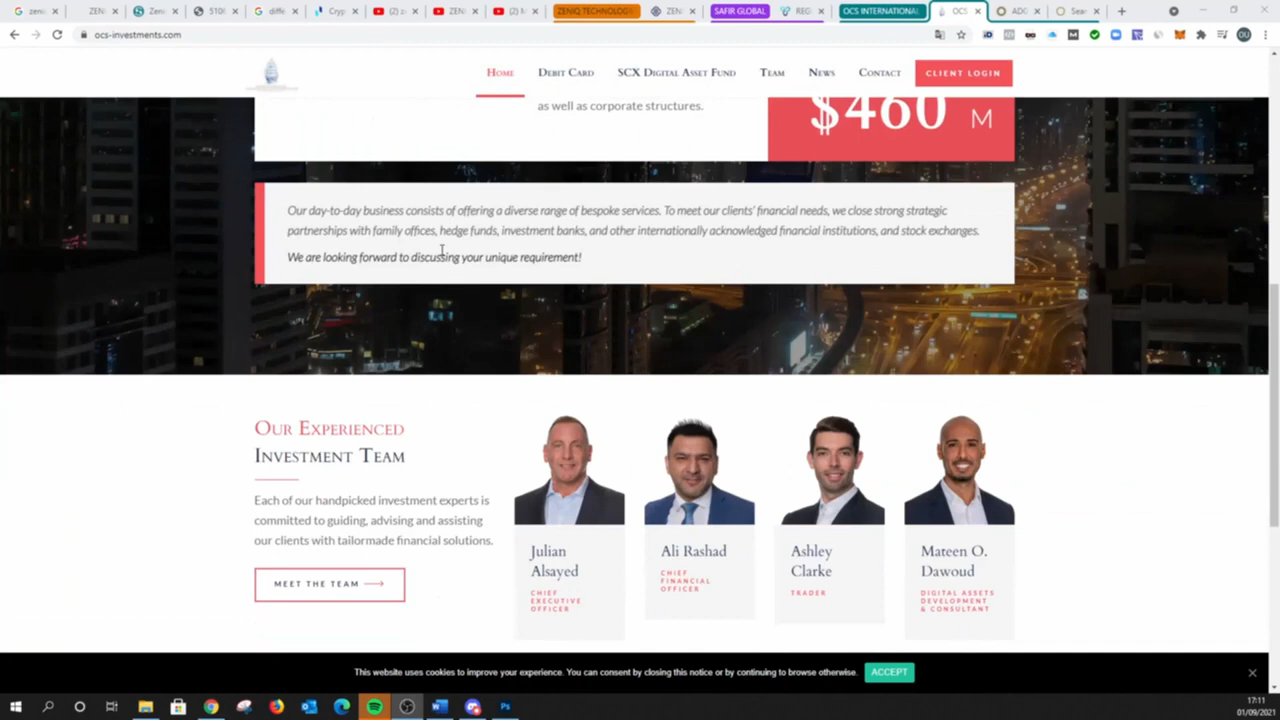 ZENIQ TECHNOLOGI
SAFIR GLOBAL
OCS INTERNATIONAL
OCS
ocs-investments.com
OU
Home
Debit Card
SCX Digital Asset Fund
Team
News
Contact
CLIENT LOGIN
as well as corporate structures.
$460 M
Our day-to-day business consists of offering a diverse range of bespoke services. To meet our clients' financial needs, we close strong strategic
partnerships with family offices, hedge funds, investment banks, and other internationally acknowledged financial institutions, and stock exchanges.
We are looking forward to discussing your unique requirement!
Our Experienced
Investment Team
Each of our handpicked investment experts is
committed to guiding, advising and assisting
our clients with tailormade financial solutions.
MEET THE TEAM
Julian
Alsayed
CHIEF
EXECUTIVE
OFFICER
Ali Rashad
CHIEF
FINANCIAL
OFFICER
Ashley
Clarke
TRADER
Mateen O.
Dawoud
DIGITAL ASSETS
DEVELOPMENT
& CONSULTANT
This website uses cookies to improve your experience. You can consent by closing this notice or by continuing to browse otherwise.
ACCEPT
17:11
01/09/2021